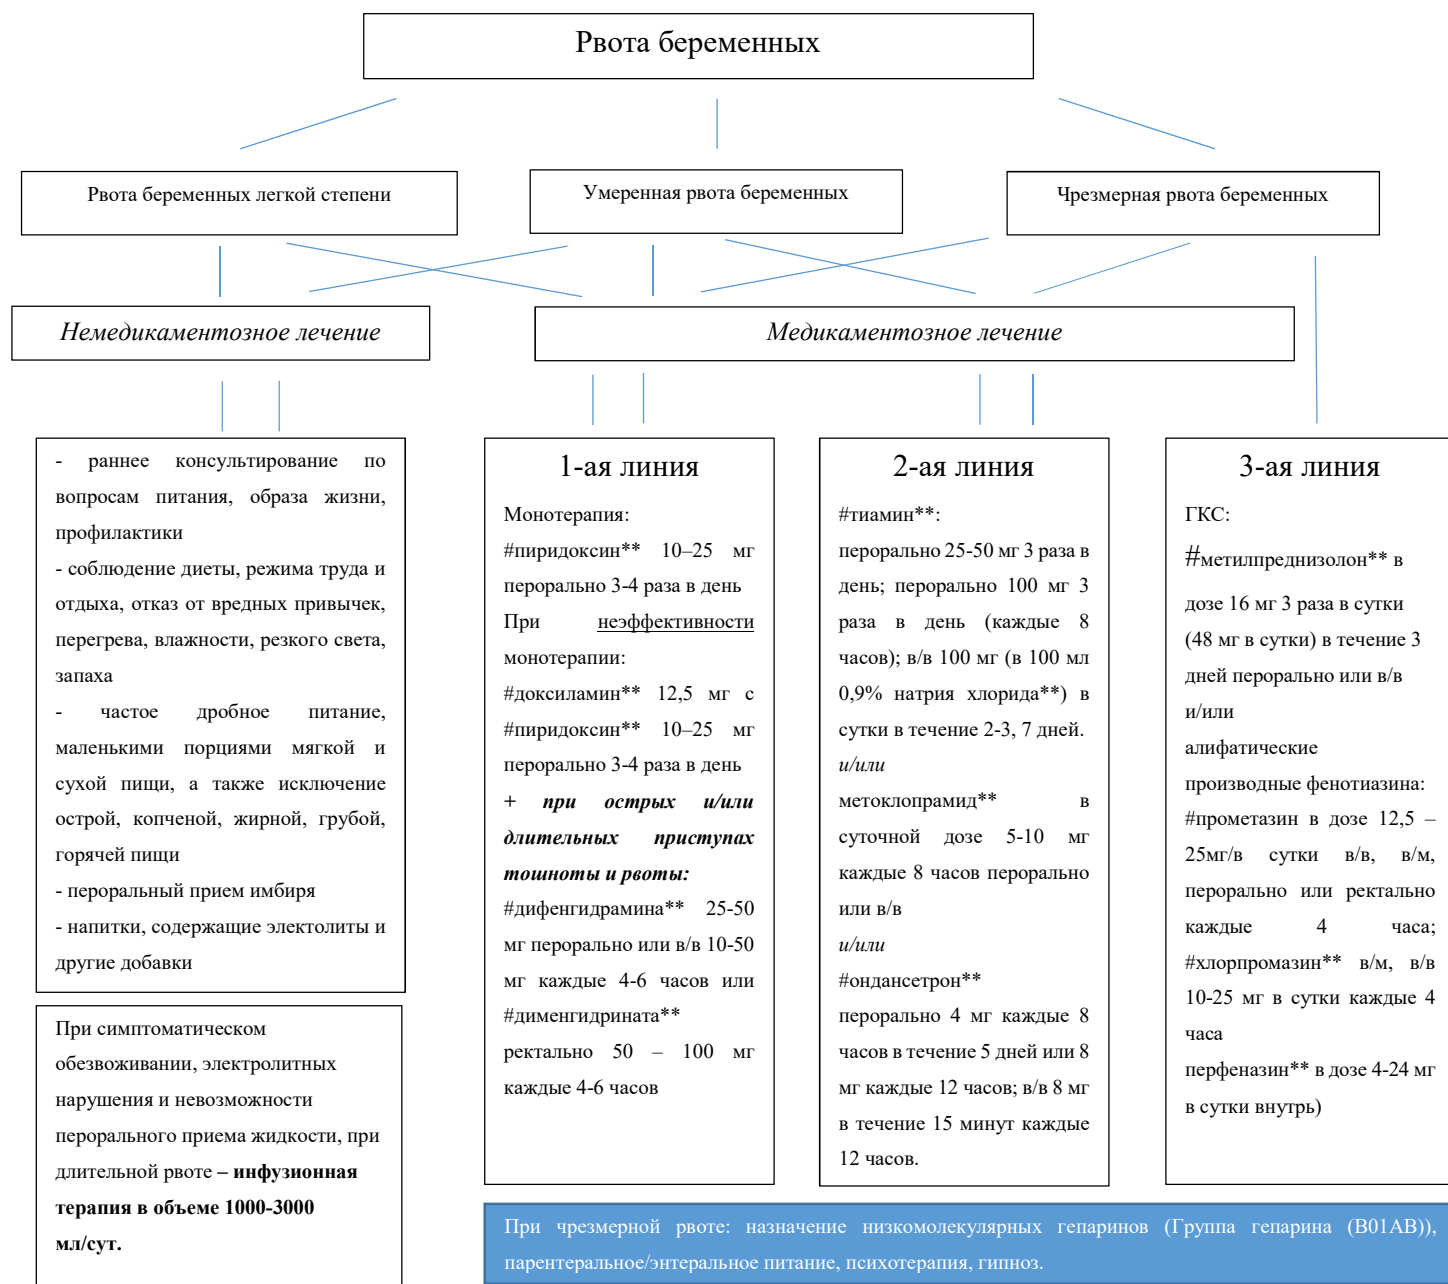 Рвота беременных
Рвота беременных легкой степени
Умеренная рвота беременных
Чрезмерная рвота беременных
Немедикаментозное лечение
Медикаментозное лечение
- раннее консультирование по
вопросам питания, образа жизни,
профилактики
- соблюдение диеты, режима труда и
отдыха, отказ от вредных привычек,
перегрева, влажности, резкого света,
запаха
- частое дробное питание,
маленькими порциями мягкой и
сухой пищи, а также исключение
острой, копченой, жирной, грубой,
горячей пищи
- пероральный прием имбиря
- напитки, содержащие электолиты и
другие добавки
При симптоматическом
обезвоживании, электролитных
нарушения и невозможности
перорального приема жидкости, при
длительной рвоте – инфузионная
терапия в объеме 1000-3000
мл/сут.
1-ая линия
Монотерапия:
#пиридоксин** 10–25 мг
перорально 3-4 раза в день
При неэффективности
монотерапии:
#доксиламин** 12,5 мг с
#пиридоксин** 10–25 мг
перорально 3-4 раза в день
+ при острых и/или
длительных приступах
тошноты и рвоты:
#дифенгидрамина** 25-50
мг перорально или в/в 10-50
мг каждые 4-6 часов или
#дименгидрината**
ректально 50 – 100 мг
каждые 4-6 часов
2-ая линия
#тиамин**:
перорально 25-50 мг 3 раза в
день; перорально 100 мг 3
раза в день (каждые 8
часов); в/в 100 мг (в 100 мл
0,9% натрия хлорида**) в
сутки в течение 2-3, 7 дней.
и/или
метоклопрамид** в
суточной дозе 5-10 мг
каждые 8 часов перорально
или в/в
и/или
#ондансетрон**
перорально 4 мг каждые 8
часов в течение 5 дней или 8
мг каждые 12 часов; в/в 8 мг
в течение 15 минут каждые
12 часов.
3-ая линия
ГКС:
#метилпреднизолон** в
дозе 16 мг 3 раза в сутки
(48 мг в сутки) в течение 3
дней перорально или в/в
и/или
алифатические
производные фенотиазина:
#прометазин в дозе 12,5 –
25мг/в сутки в/в, в/м,
перорально или ректально
каждые 4 часа;
#хлорпромазин** в/м, в/в
10-25 мг в сутки каждые 4
часа
перфеназин** в дозе 4-24 мг
в сутки внутрь)
При чрезмерной рвоте: назначение низкомолекулярных гепаринов (Группа гепарина (B01AB)),
парентеральное/энтеральное питание, психотерапия, гипноз.